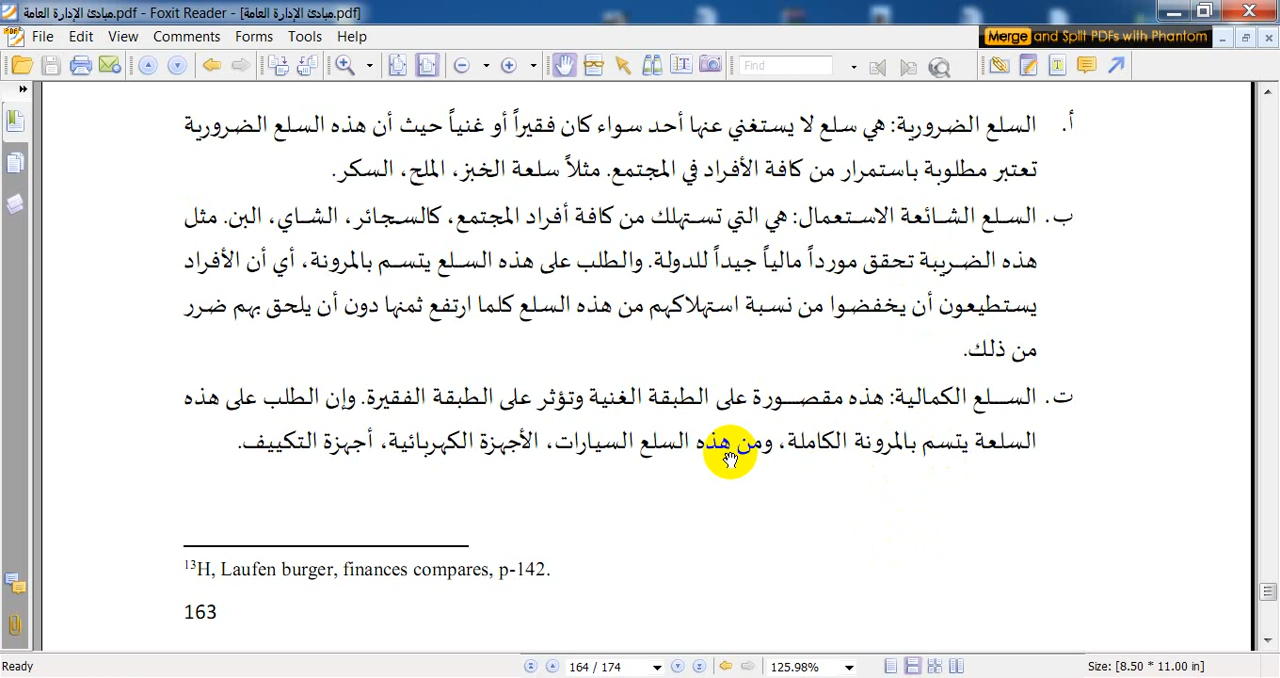 مبادئ الإدارة العامة.pdf - Foxit Reader - [مبادئ الإدارة العامة.pdf]
File Edit View Comments Forms Tools Help
Merge and Split PDFs with Phantom
Find
أ. السلع الضرورية: هي سلع لا يستغني عنها أحد سواء كان فقيراً أو غنياً حيث أن هذه السلع الضرورية
تعتبر مطلوبة باستمرار من كافة الأفراد في المجتمع. مثلاً سلعة الخبز، الملح، السكر.
ب. السلع الشائعة الاستعمال: هي التي تستهلك من كافة أفراد المجتمع، كالسجائر، الشاي، البن. مثل
هذه الضريبة تحقق مورداً مالياً جيداً للدولة. والطلب على هذه السلع يتسم بالمرونة، أي أن الأفراد
يستطيعون أن يخفضوا من نسبة استهلاكهم من هذه السلع كلما ارتفع ثمنها دون أن يلحق بهم ضرر
من ذلك.
ت. السلع الكمالية: هذه مقصورة على الطبقة الغنية وتؤثر على الطبقة الفقيرة. وإن الطلب على هذه
السلعة يتسم بالمرونة الكاملة، ومن هذه السلع السيارات، الأجهزة الكهربائية، أجهزة التكييف.
13H, Laufen burger, finances compares, p-142.
163
Ready 164 / 174 125.98% Size: [8.50 * 11.00 in]